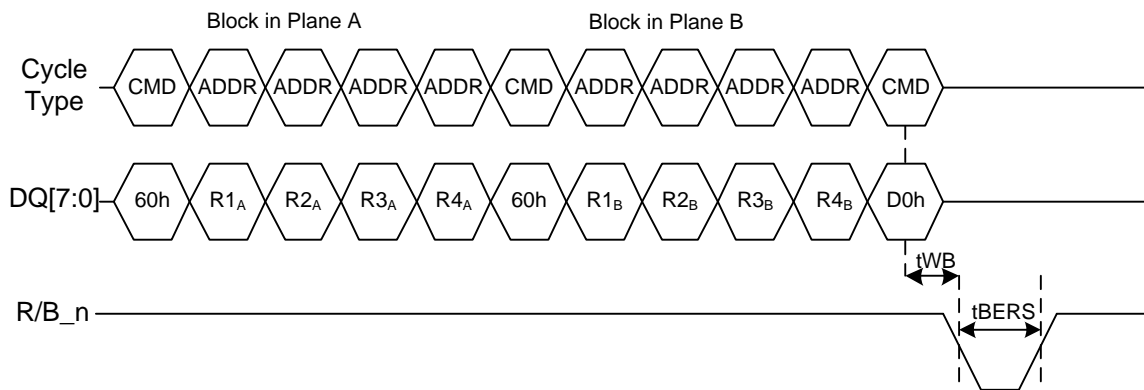 Block in Plane A Block in Plane B
Cycle Type CMD ADDR ADDR ADDR ADDR CMD ADDR ADDR ADDR ADDR CMD
DQ[7:0] 60h R1A R2A R3A R4A 60h R1B R2B R3B R4B D0h
tWB
tBERS
R/B_n